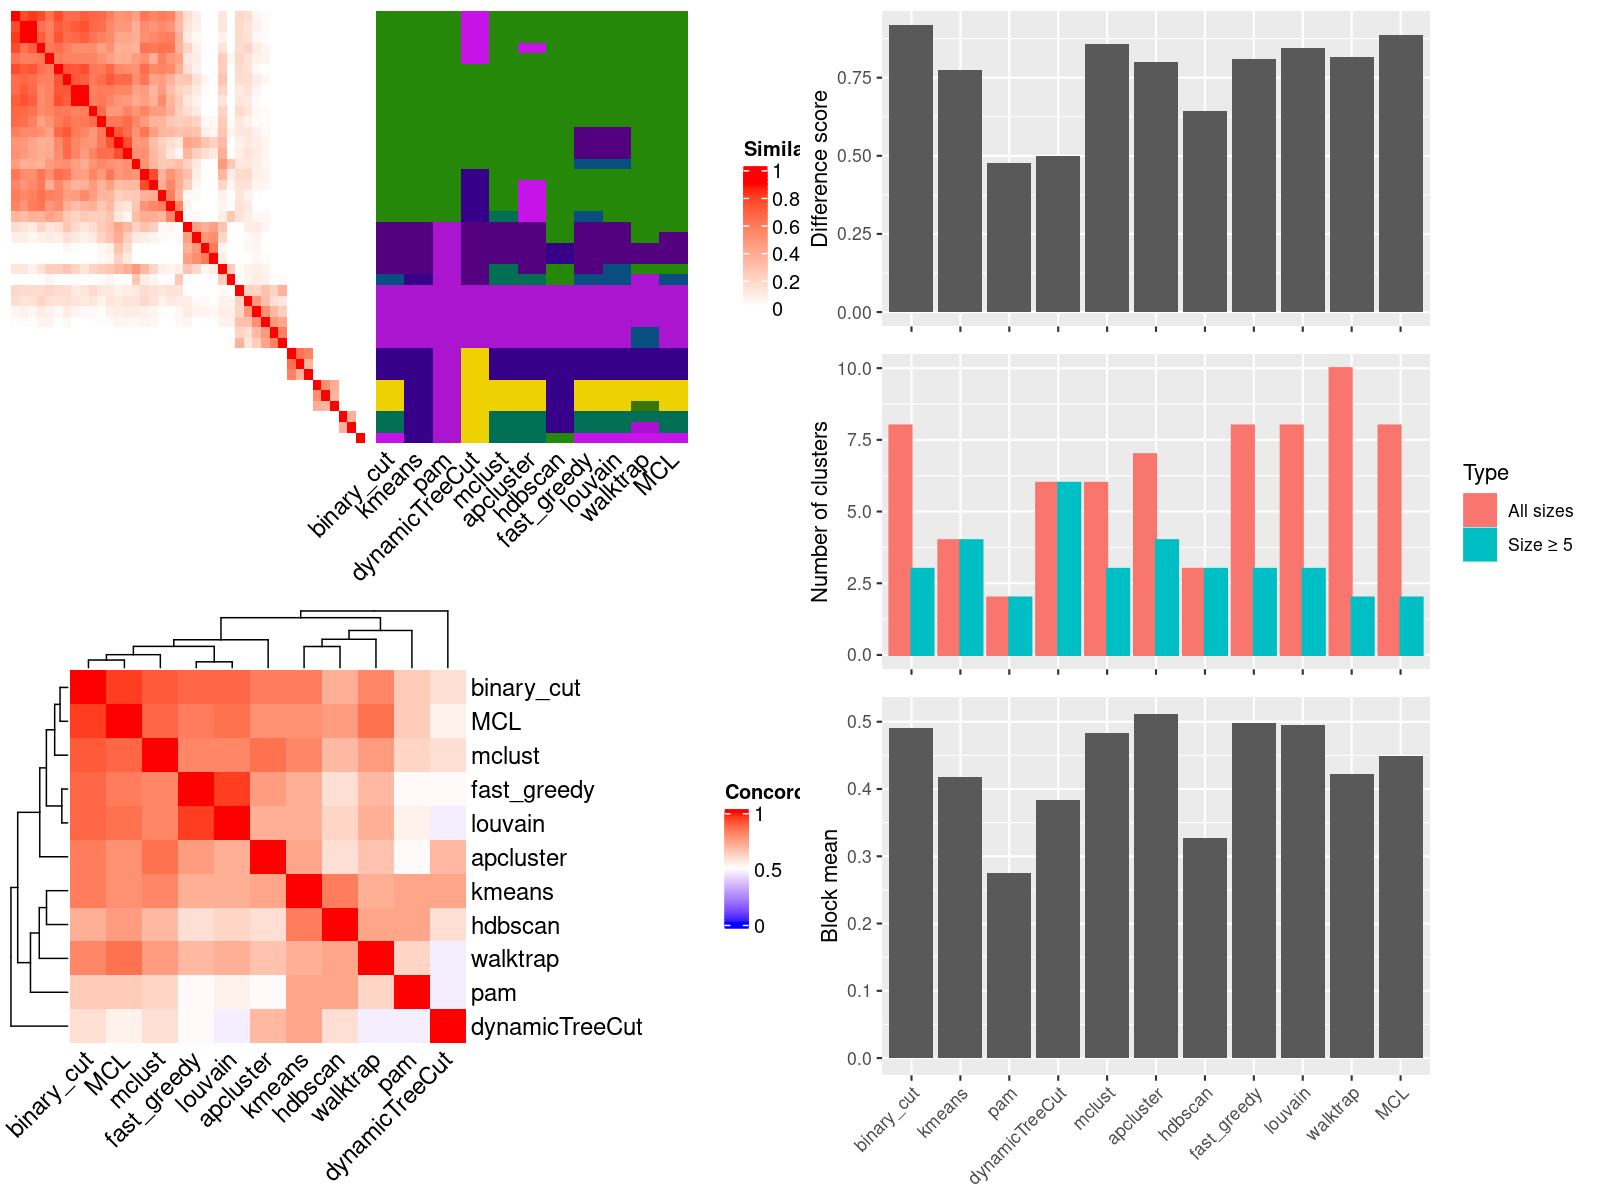 Simila
1
0.8
0.6
0.4
0.2
0
binary_cut
kmeans
pam
dynamicTreeCut
mclust
apcluster
hdbscan
fast_greedy
louvain
walktrap
MCL
binary_cut
MCL
mclust
fast_greedy
louvain
apcluster
kmeans
hdbscan
walktrap
pam
dynamicTreeCut
binary_cut
MCL
mclust
fast_greedy
louvain
apcluster
kmeans
hdbscan
walktrap
pam
dynamicTreeCut
Concord
1
0.5
0
Difference score
0.75
0.50
0.25
0.00
Number of clusters
10.0
7.5
5.0
2.5
0.0
Type
All sizes
Size ≥ 5
Block mean
0.5
0.4
0.3
0.2
0.1
0.0
binary_cut
kmeans
pam
dynamicTreeCut
mclust
apcluster
hdbscan
fast_greedy
louvain
walktrap
MCL